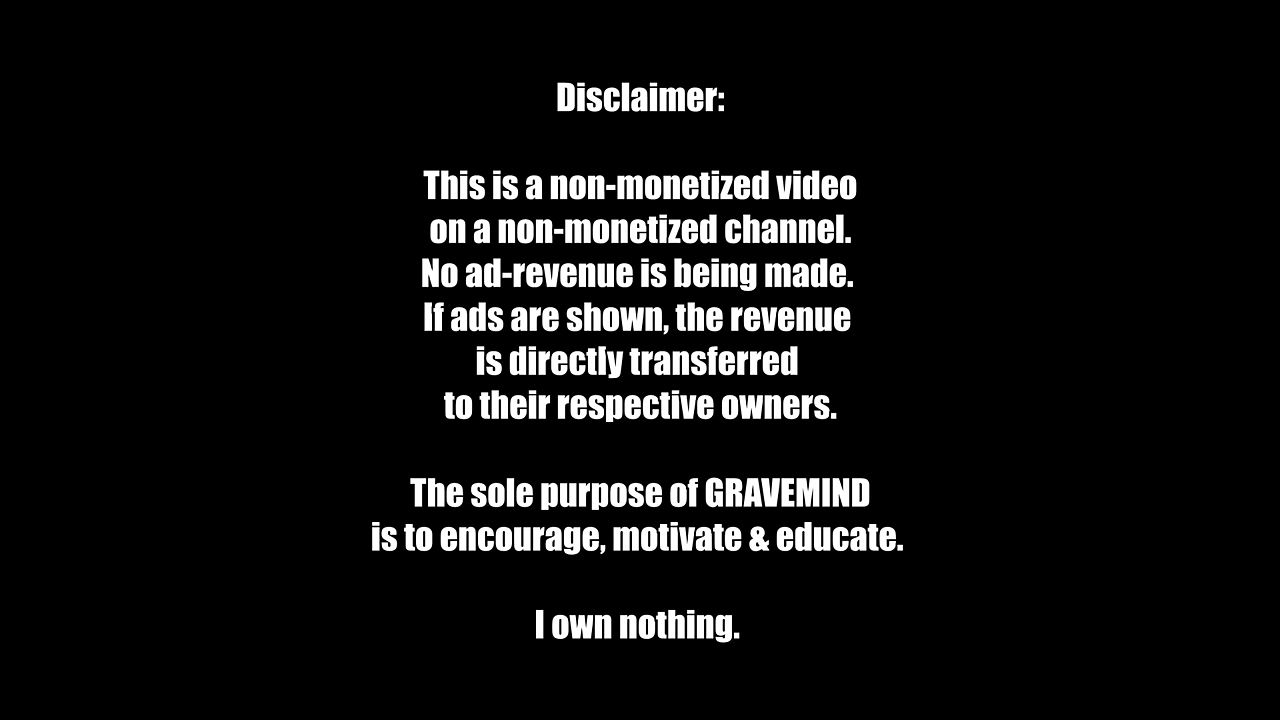 Disclaimer:
This is a non-monetized video
on a non-monetized channel.
No ad-revenue is being made.
If ads are shown, the revenue
is directly transferred
to their respective owners.
The sole purpose of GRAVEMIND
is to encourage, motivate & educate.
I own nothing.